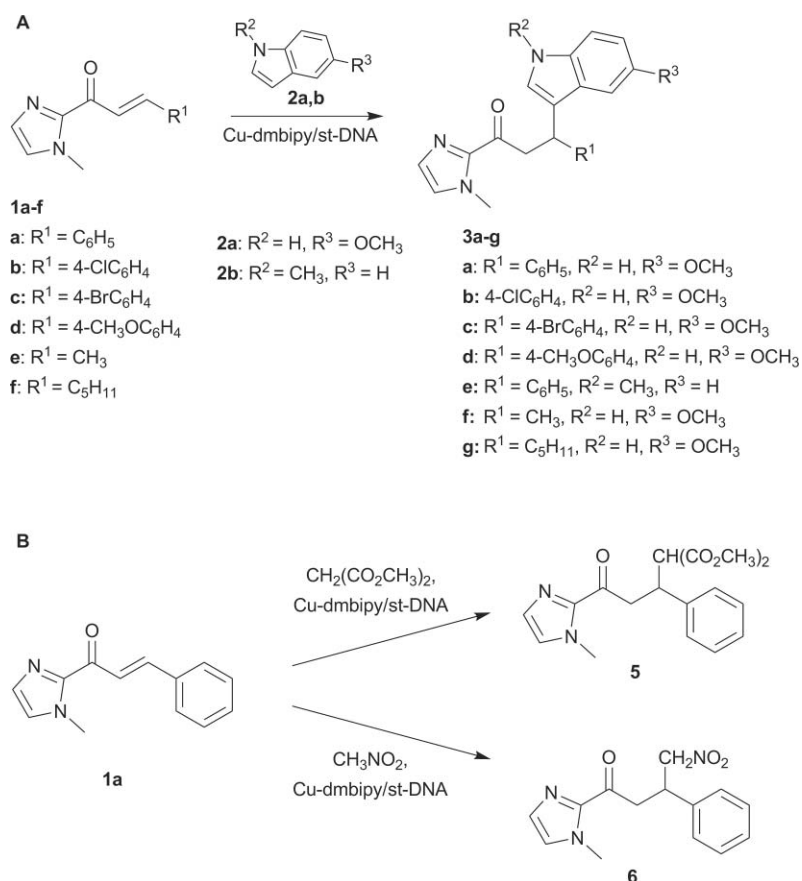 A
R²
N
R³
2a,b
Cu-dmbipy/st-DNA
O
N
N
R¹
R²
N
R³
O
N
N
R¹
1a-f
a: R¹ = C₆H₅
b: R¹ = 4-ClC₆H₄
c: R¹ = 4-BrC₆H₄
d: R¹ = 4-CH₃OC₆H₄
e: R¹ = CH₃
f: R¹ = C₅H₁₁
2a: R² = H, R³ = OCH₃
2b: R² = CH₃, R³ = H
3a-g
a: R¹ = C₆H₅, R² = H, R³ = OCH₃
b: 4-ClC₆H₄, R² = H, R³ = OCH₃
c: R¹ = 4-BrC₆H₄, R² = H, R³ = OCH₃
d: R¹ = 4-CH₃OC₆H₄, R² = H, R³ = OCH₃
e: R¹ = C₆H₅, R² = CH₃, R³ = H
f: R¹ = CH₃, R² = H, R³ = OCH₃
g: R¹ = C₅H₁₁, R² = H, R³ = OCH₃
B
O
N
N
1a
CH₂(CO₂CH₃)₂,
Cu-dmbipy/st-DNA
CH₃NO₂,
Cu-dmbipy/st-DNA
O
CH(CO₂CH₃)₂
N
N
5
O
CH₂NO₂
N
N
6